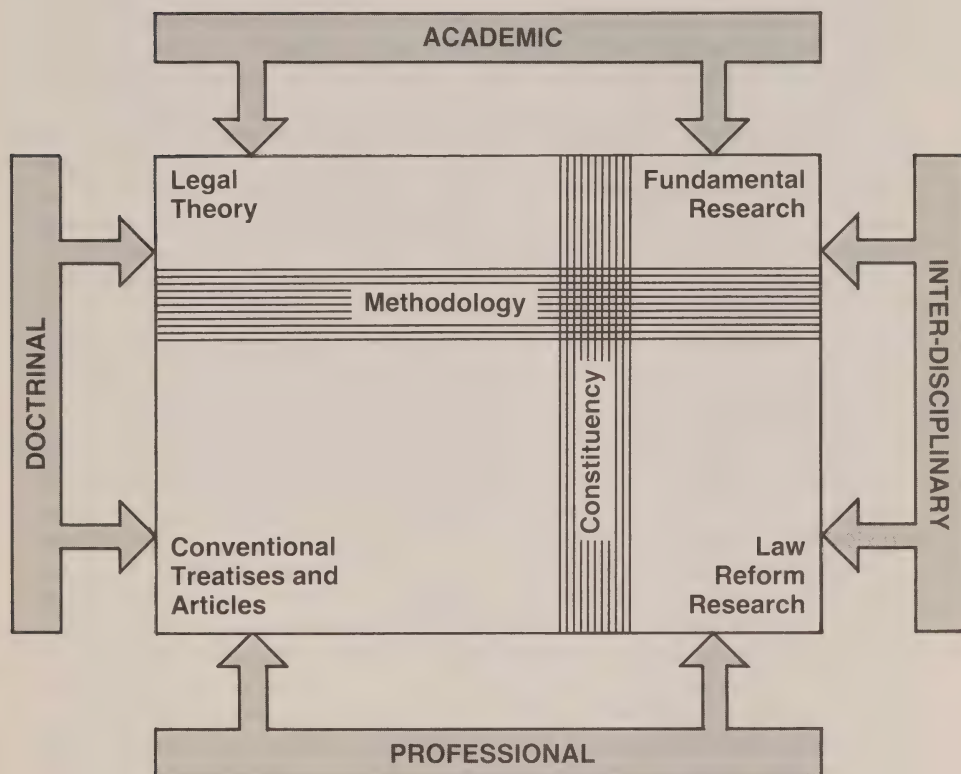 ACADEMIC
Legal
Theory
Fundamental
Research
Methodology
Constituency
DOCTRINAL
INTER-DISCIPLINARY
Conventional
Treatises and
Articles
Law
Reform
Research
PROFESSIONAL